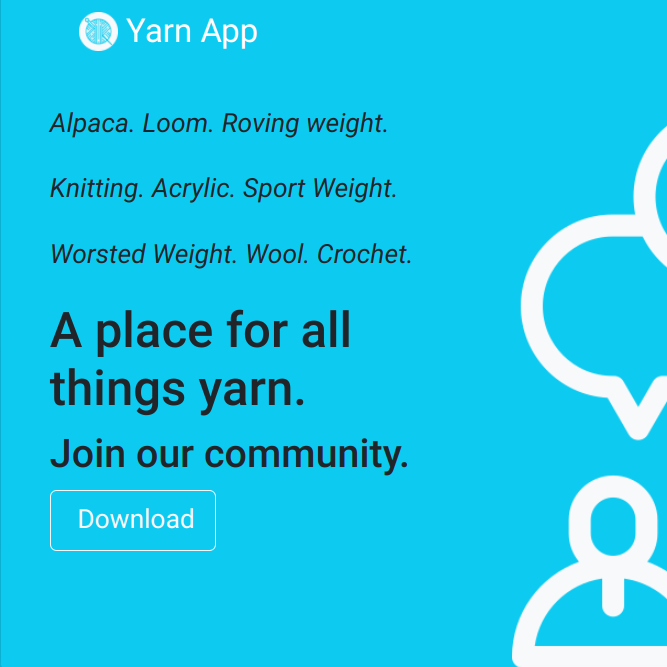 Yarn App
Alpaca. Loom. Roving weight.
Knitting. Acrylic. Sport Weight.
Worsted Weight. Wool. Crochet.
A place for all
things yarn.
Join our community.
Download